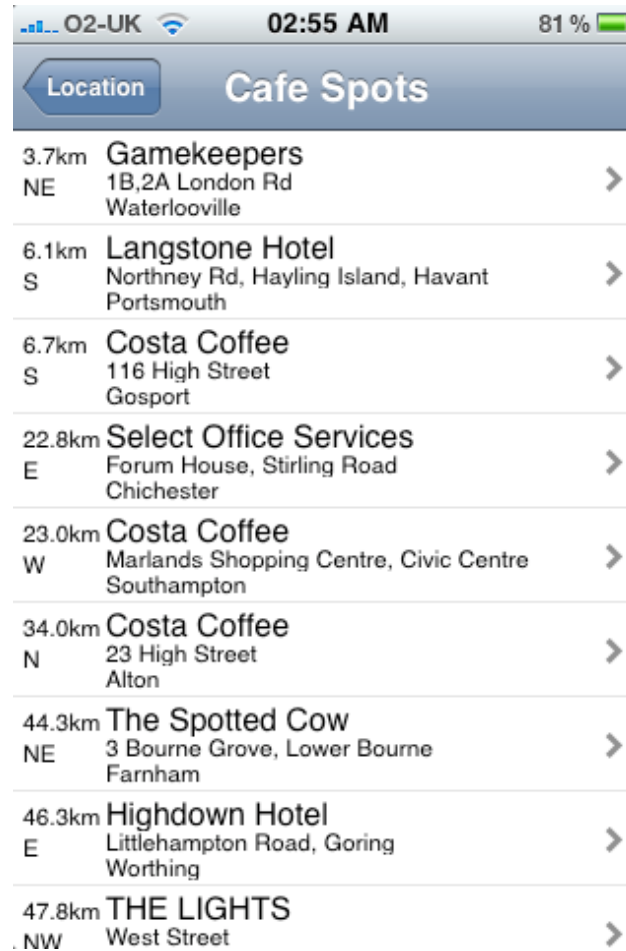 O2-UK 02:55 AM 81 %
Location Cafe Spots
3.7km Gamekeepers
NE 1B,2A London Rd
Waterlooville
6.1km Langstone Hotel
S Northney Rd, Hayling Island, Havant
Portsmouth
6.7km Costa Coffee
S 116 High Street
Gosport
22.8km Select Office Services
E Forum House, Stirling Road
Chichester
23.0km Costa Coffee
W Marlands Shopping Centre, Civic Centre
Southampton
34.0km Costa Coffee
N 23 High Street
Alton
44.3km The Spotted Cow
NE 3 Bourne Grove, Lower Bourne
Farnham
46.3km Highdown Hotel
E Littlehampton Road, Goring
Worthing
47.8km THE LIGHTS
NW West Street